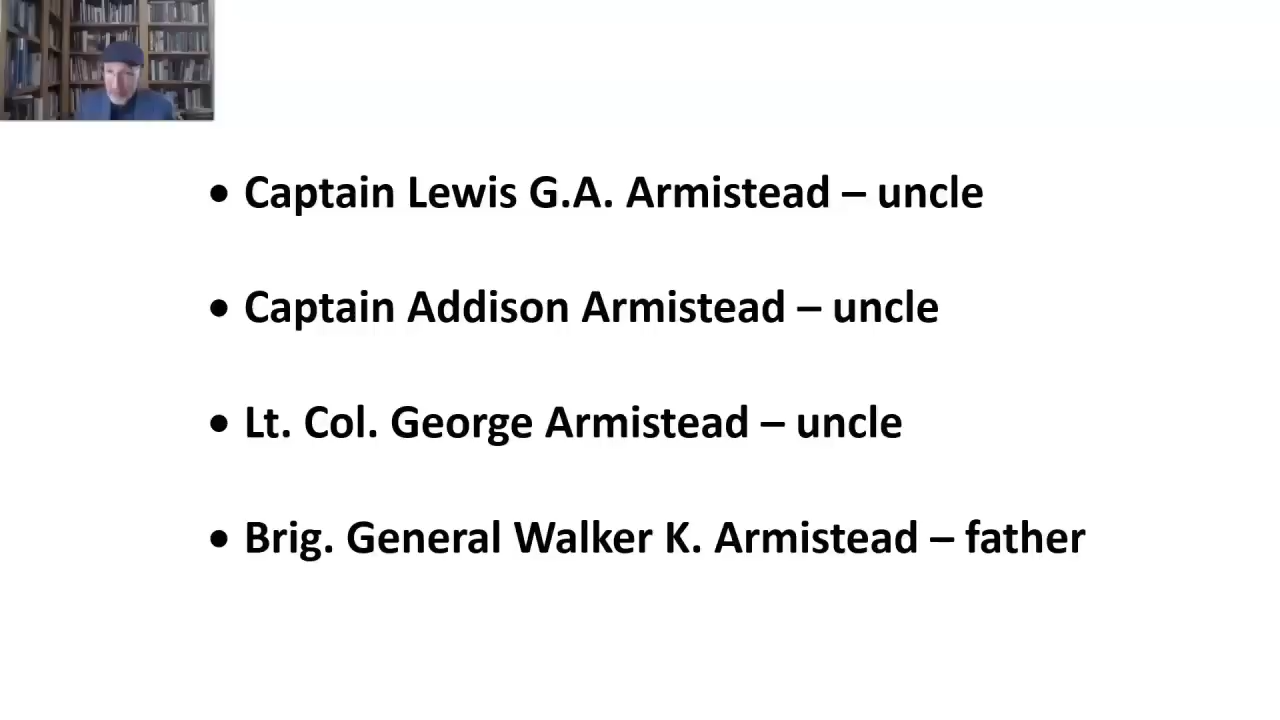 • Captain Lewis G.A. Armistead – uncle
• Captain Addison Armistead – uncle
• Lt. Col. George Armistead – uncle
• Brig. General Walker K. Armistead – father